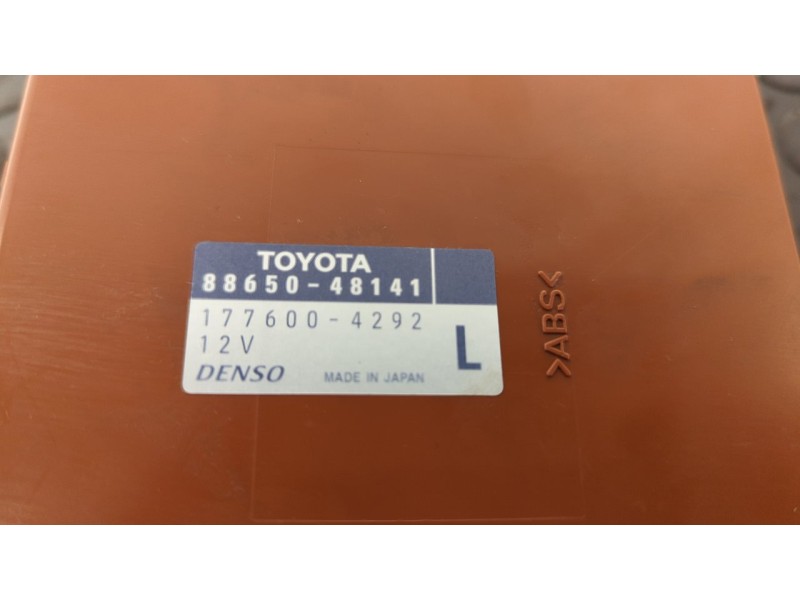 TOYOTA
88650-48141
177600-4292
12V
L
DENSO
MADE IN JAPAN
>ABS<